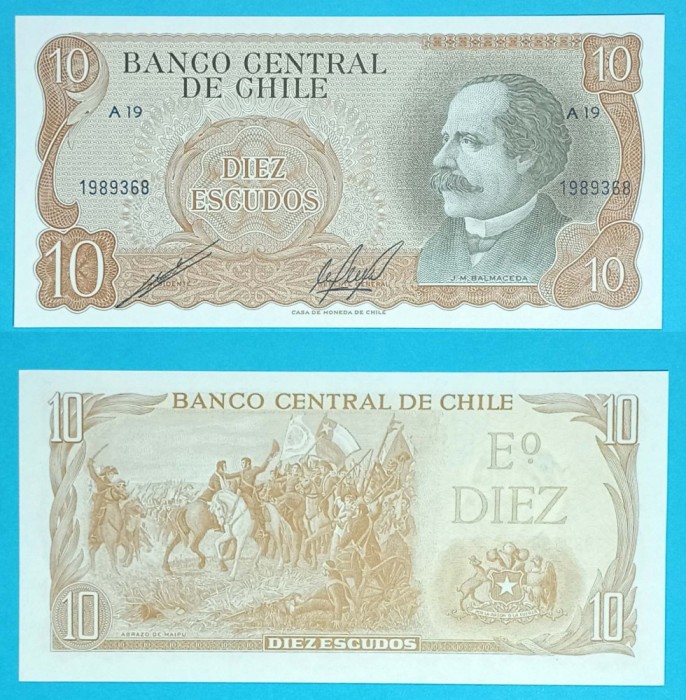 10
10
BANCO CENTRAL
DE CHILE
A 19
A 19
DIEZ
ESCUDOS
1989368
1989368
10
10
J. M. BALMACEDA
CASA DE MONEDA DE CHILE
10
BANCO CENTRAL DE CHILE
10
Eº
DIEZ
10
ABRAZO DE MAIPU
DIEZ ESCUDOS
10